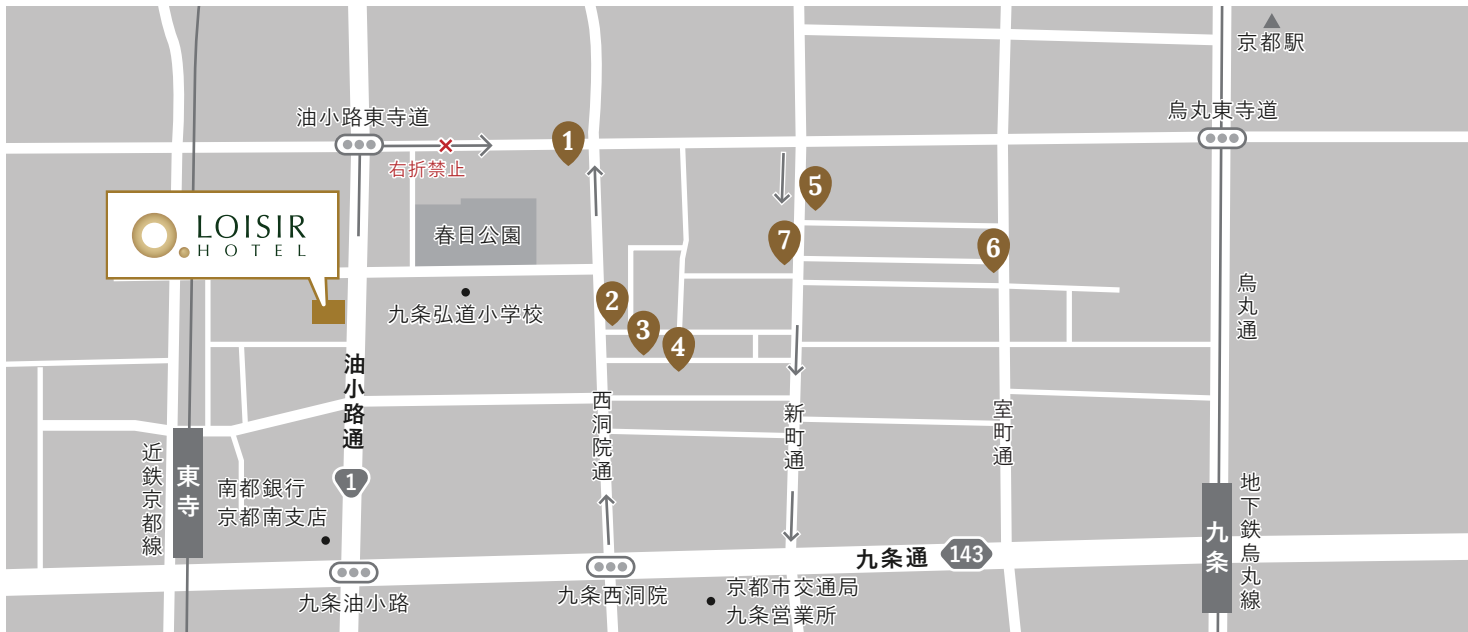 京都駅
烏丸東寺道
油小路東寺道
右折禁止
1
5
7
6
LOISIR
HOTEL
春日公園
九条弘道小学校
2
3
4
烏丸通
油小路通
西洞院通
新町通
室町通
近鉄京都線
東寺
1
南都銀行
京都南支店
地下鉄烏丸線
九条
九条通
143
九条油小路
九条西洞院
京都市交通局
九条営業所